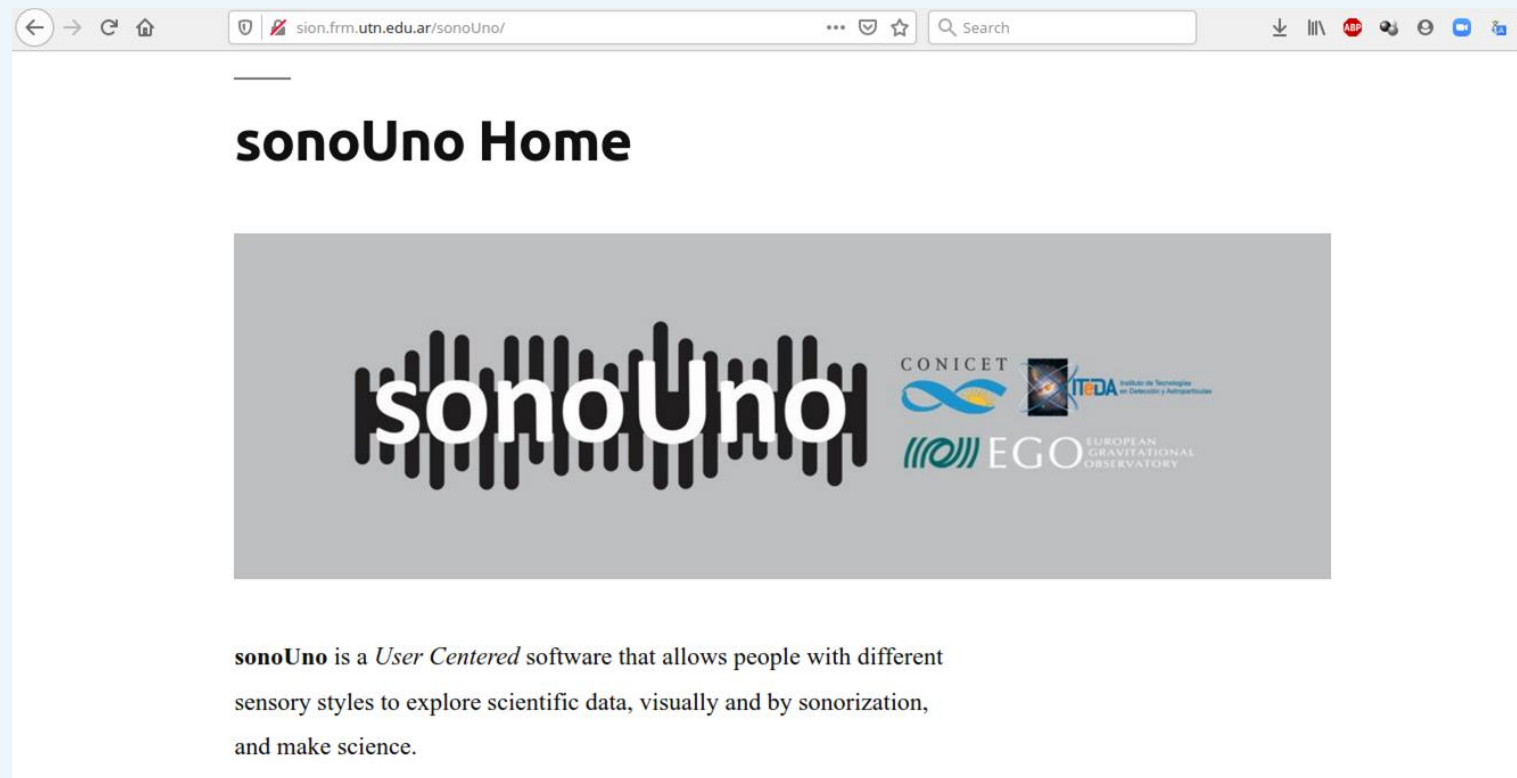 sion.frm.utn.edu.ar/sonoUno/
Search
ABP
sonoUno Home
sonoUno
CONICET
ITeDA Instituto de Tecnologías
en Detección y Astropartículas
EGO EUROPEAN
GRAVITATIONAL
OBSERVATORY
sonoUno is a User Centered software that allows people with different
sensory styles to explore scientific data, visually and by sonorization,
and make science.